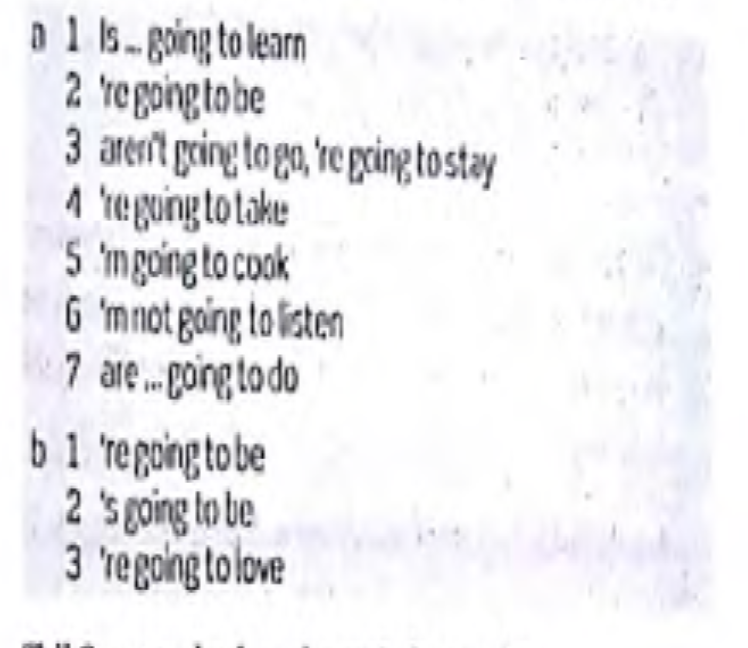 a 1 Is ... going to learn
2 're going to be
3 aren't going to go, 're going to stay
4 're going to take
5 'm going to cook
6 'm not going to listen
7 are ... going to do
b 1 're going to be
2 's going to be
3 're going to love